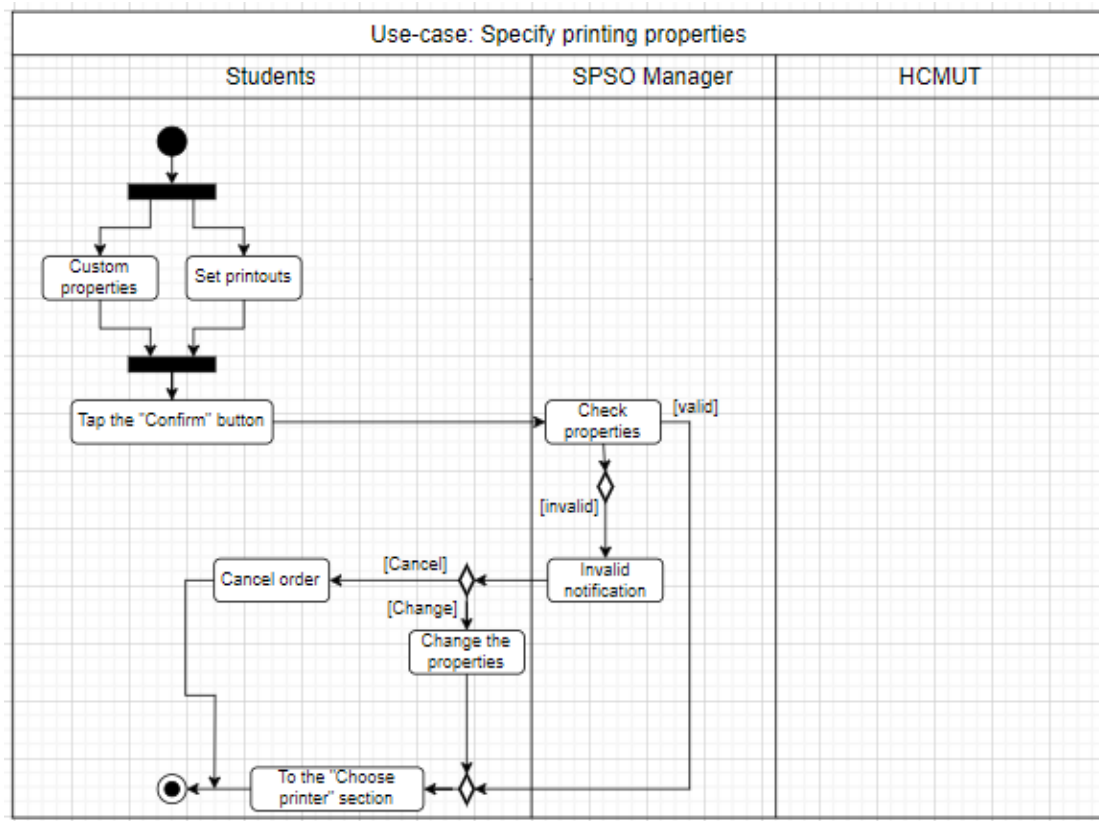 Use-case: Specify printing properties
Students
SPSO Manager
HCMUT
Custom
properties
Set printouts
Tap the "Confirm" button
Check
properties
[valid]
[invalid]
[Cancel]
Cancel order
Invalid
notification
[Change]
Change the
properties
To the "Choose
printer" section